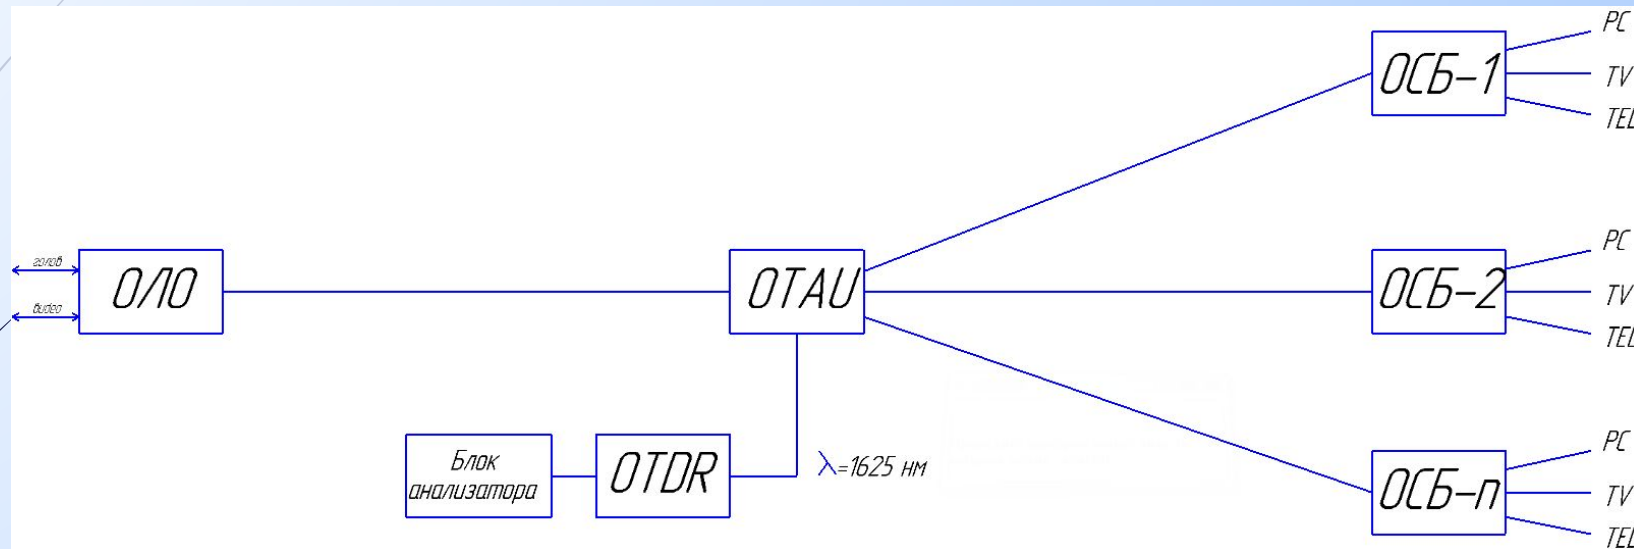 PC
ОСБ-1
TV
TEL
голов
видео
ОЛО
OTAU
PC
ОСБ-2
TV
TEL
Блок
анализатора
OTDR
λ=1625 нм
PC
ОСБ-n
TV
TEL